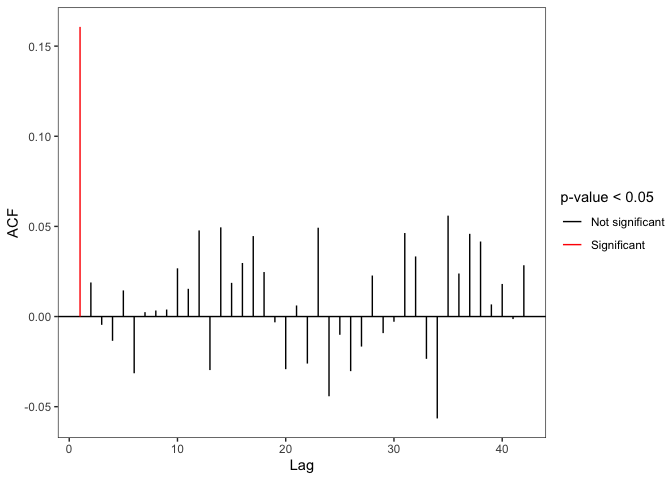 0.15
0.10
0.05
0.00
-0.05
0 10 20 30 40
Lag
ACF
p-value < 0.05
Not significant
Significant